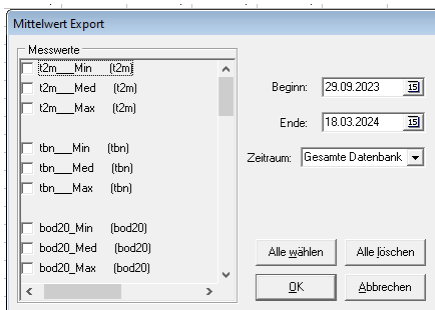 Mittelwert Export
Messwerte
t2m___Min (t2m)
t2m___Med (t2m)
t2m___Max (t2m)
tbn___Min (tbn)
tbn___Med (tbn)
tbn___Max (tbn)
bod20_Min (bod20)
bod20_Med (bod20)
bod20_Max (bod20)
Beginn: 29.09.2023 15
Ende: 18.03.2024 15
Zeitraum: Gesamte Datenbank
Alle wählen Alle löschen
OK Abbrechen